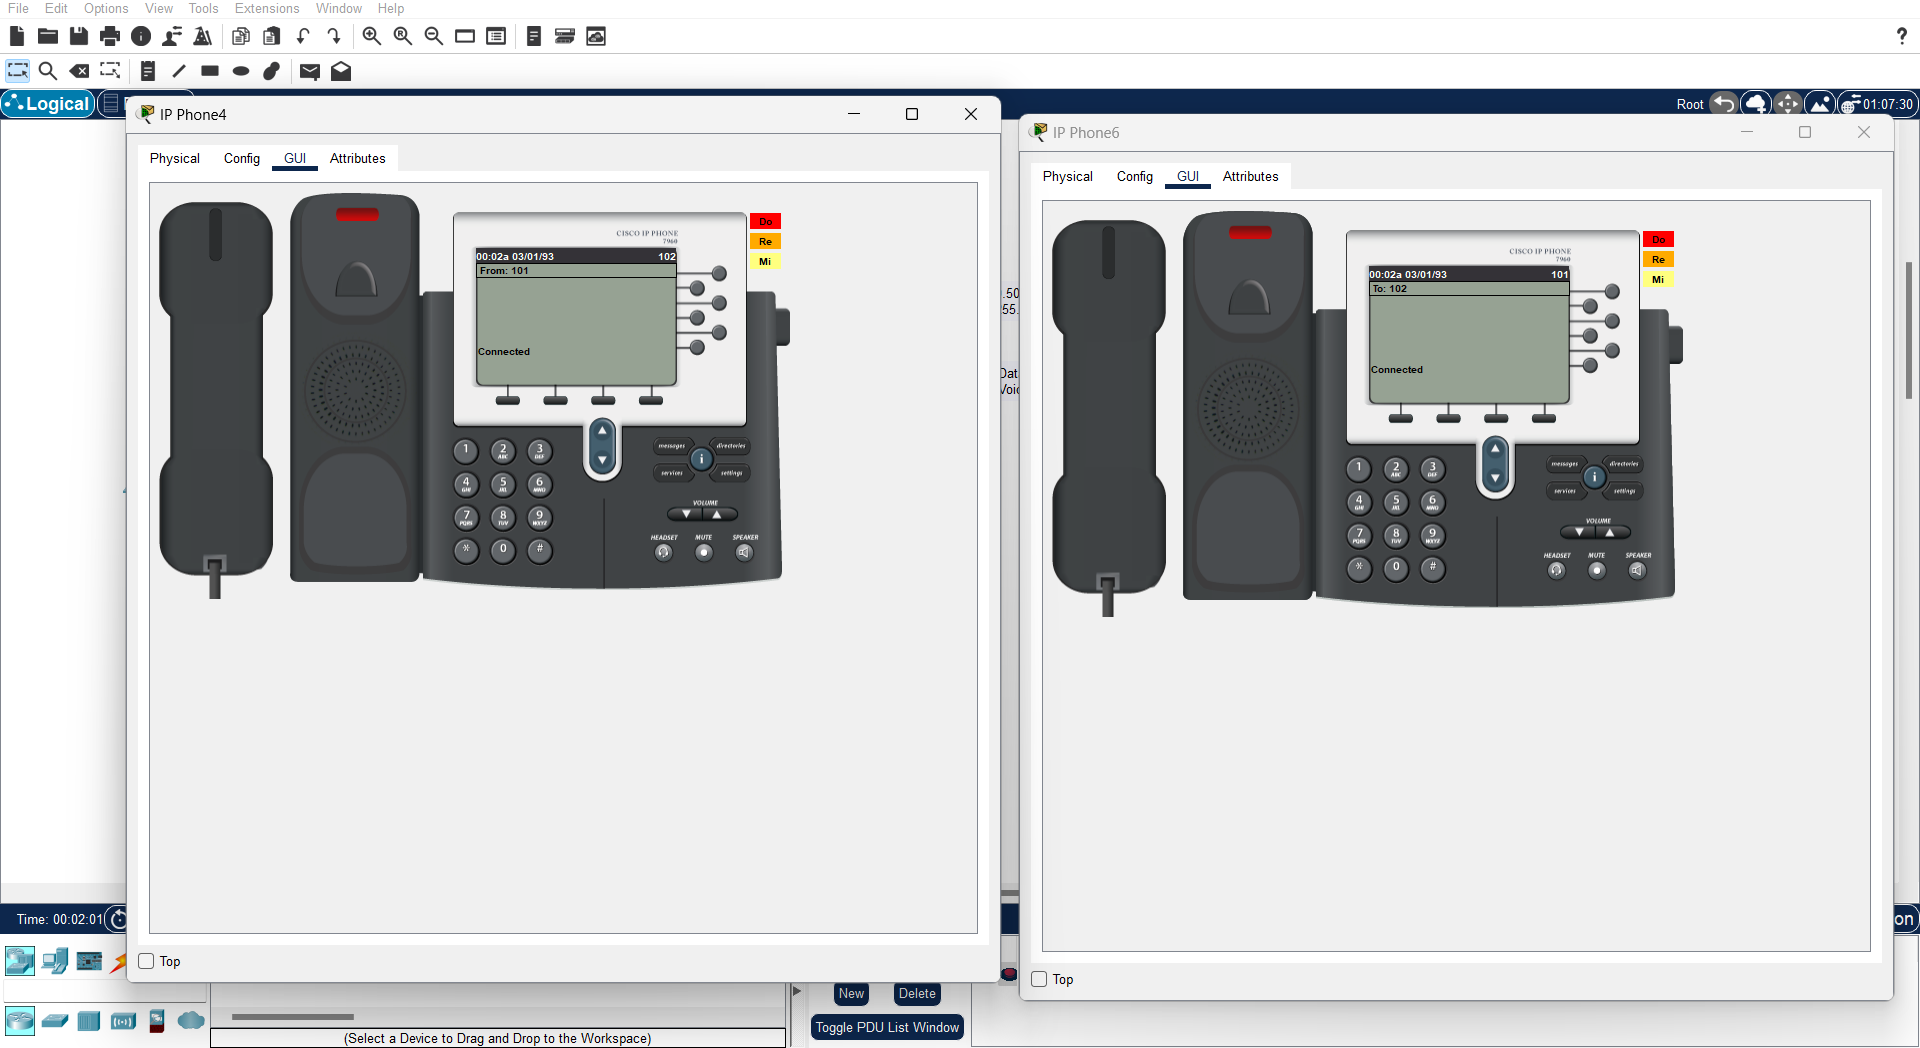 File Edit Options View Tools Extensions Window Help
?
Logical
Root
01:07:30
IP Phone4
Physical Config GUI Attributes
CISCO IP PHONE
7960
00:02a 03/01/93 102
From: 101
Connected
Do
Re
Mi
1 2 ABC 3 DEF
4 GHI 5 JKL 6 MNO
7 PQRS 8 TUV 9 WXYZ
* 0 #
messages directories
i
services settings
VOLUME
HEADSET MUTE SPEAKER
Top
.50
55.
Dat
Voic
IP Phone6
Physical Config GUI Attributes
CISCO IP PHONE
7960
00:02a 03/01/93 101
To: 102
Connected
Do
Re
Mi
1 2 ABC 3 DEF
4 GHI 5 JKL 6 MNO
7 PQRS 8 TUV 9 WXYZ
* 0 #
messages directories
i
services settings
VOLUME
HEADSET MUTE SPEAKER
Top
Time: 00:02:01
on
New Delete
Toggle PDU List Window
(Select a Device to Drag and Drop to the Workspace)